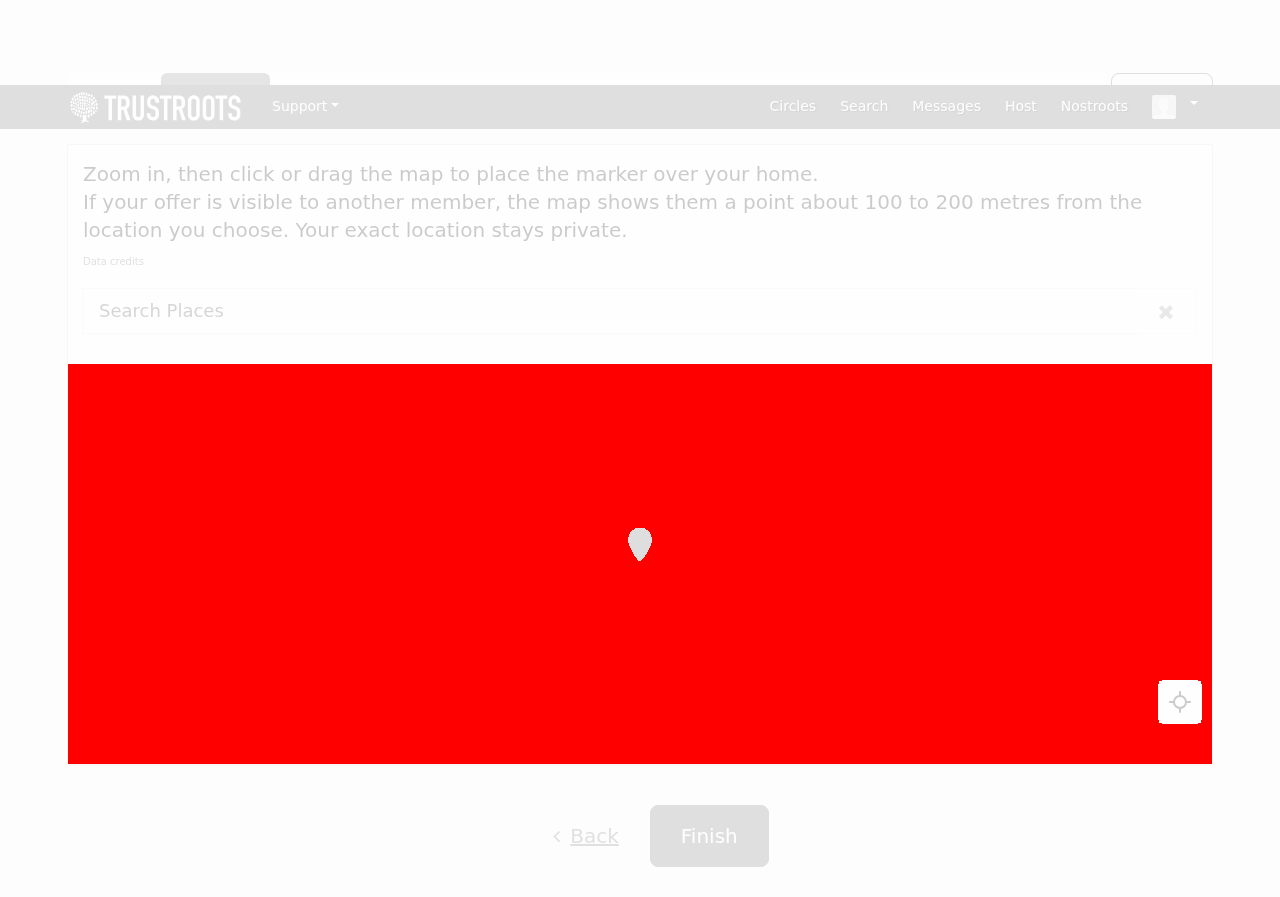 TRUSTROOTS
Support
Circles
Search
Messages
Host
Nostroots
Zoom in, then click or drag the map to place the marker over your home.
If your offer is visible to another member, the map shows them a point about 100 to 200 metres from the
location you choose. Your exact location stays private.
Data credits
Search Places
Back
Finish